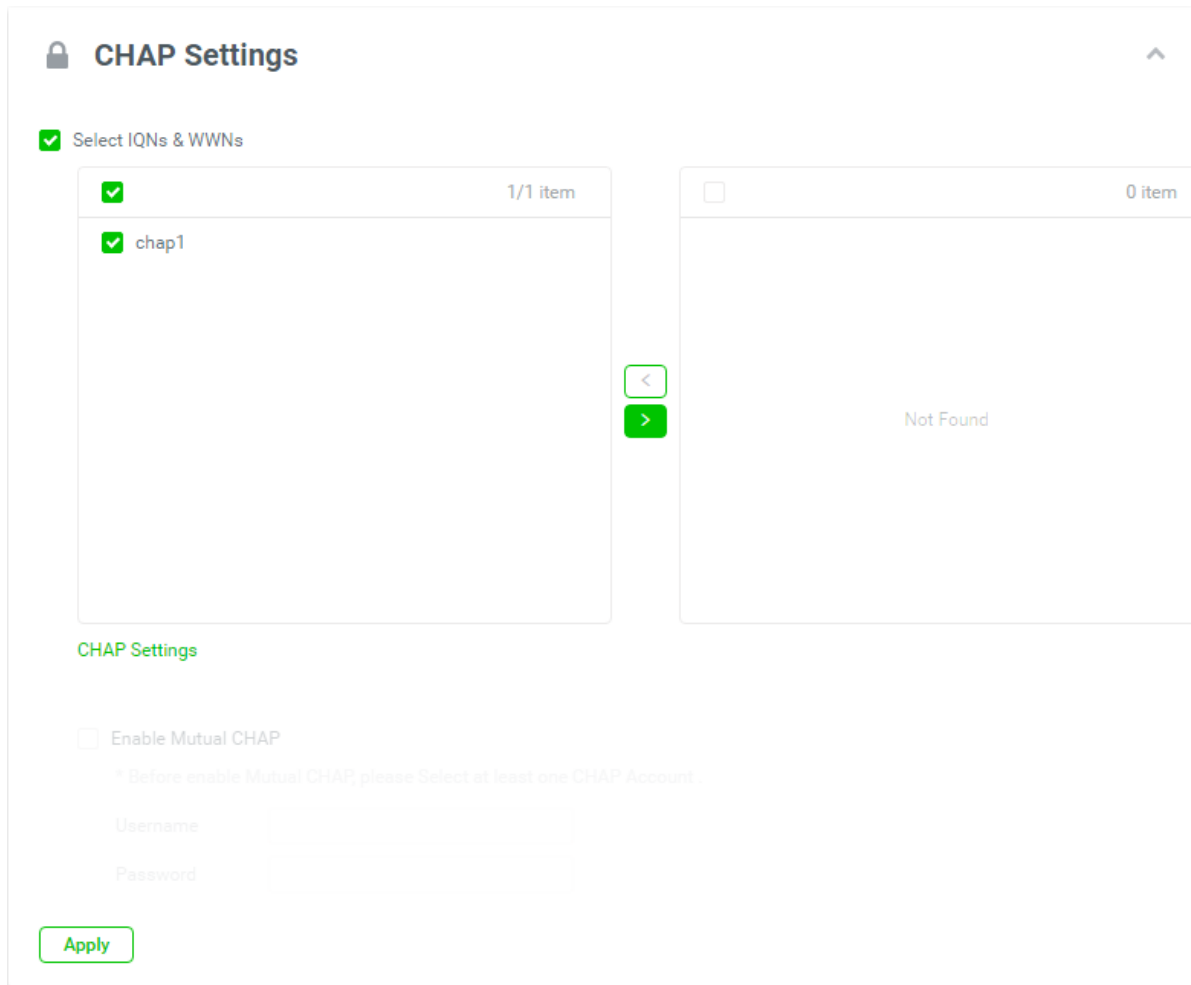 CHAP Settings
Select IQNs & WWNs
1/1 item
0 item
chap1
<
>
Not Found
CHAP Settings
Enable Mutual CHAP
* Before enable Mutual CHAP, please Select at least one CHAP Account .
Username
Password
Apply